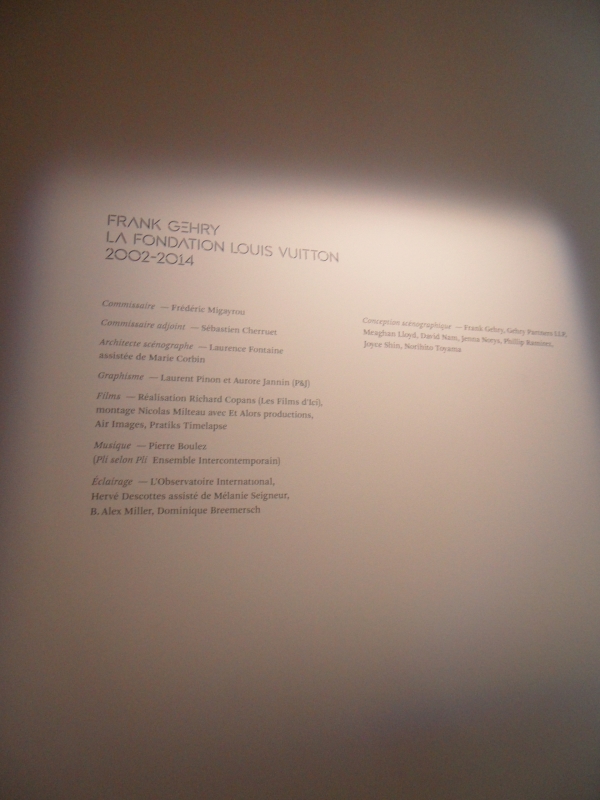 FRANK GEHRY
LA FONDATION LOUIS VUITTON
2002-2014
Commissaire — Frédéric Migayrou
Commissaire adjoint — Sébastien Cherruet
Architecte scénographe — Laurence Fontaine
assistée de Marie Corbin
Graphisme — Laurent Pinon et Aurore Jannin (P&J)
Films — Réalisation Richard Copans (Les Films d'Ici),
montage Nicolas Milteau avec Et Alors productions,
Air Images, Pratiks Timelapse
Musique — Pierre Boulez
(Pli selon Pli Ensemble Intercontemporain)
Éclairage — L'Observatoire International,
Hervé Descottes assisté de Mélanie Seigneur,
B. Alex Miller, Dominique Breemersch
Conception scénographique — Frank Gehry, Gehry Partners LLP,
Meaghan Lloyd, David Nam, Jenna Norys, Phillip Ramirez,
Joyce Shin, Norihito Toyama